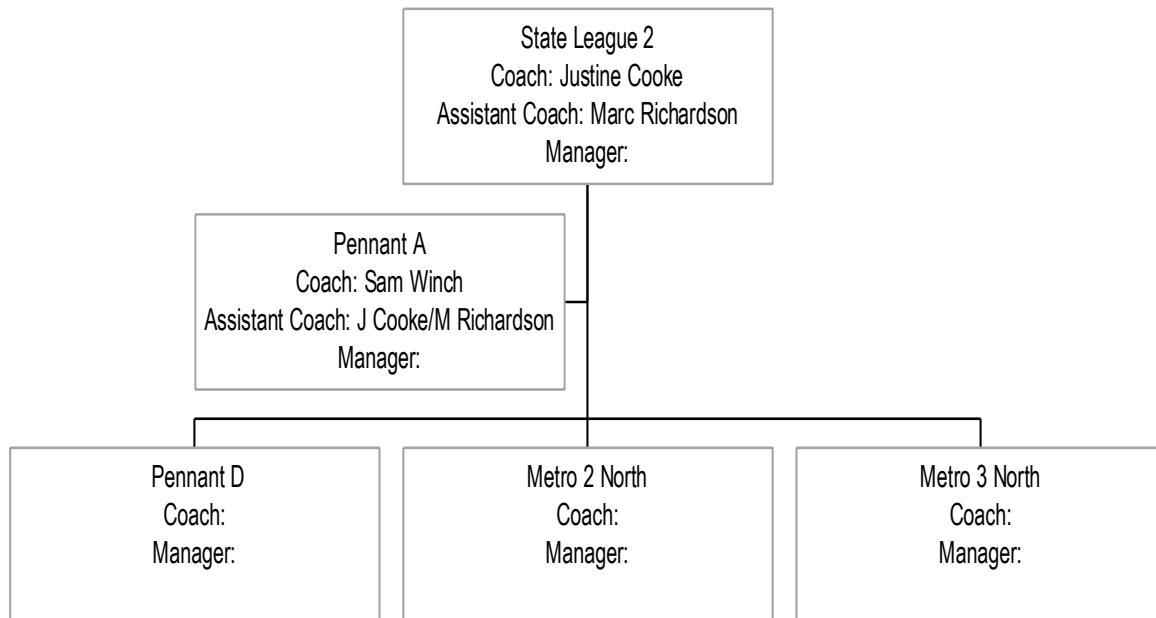 State League 2
Coach: Justine Cooke
Assistant Coach: Marc Richardson
Manager:
Pennant A
Coach: Sam Winch
Assistant Coach: J Cooke/M Richardson
Manager:
Pennant D
Coach:
Manager:
Metro 2 North
Coach:
Manager:
Metro 3 North
Coach:
Manager: